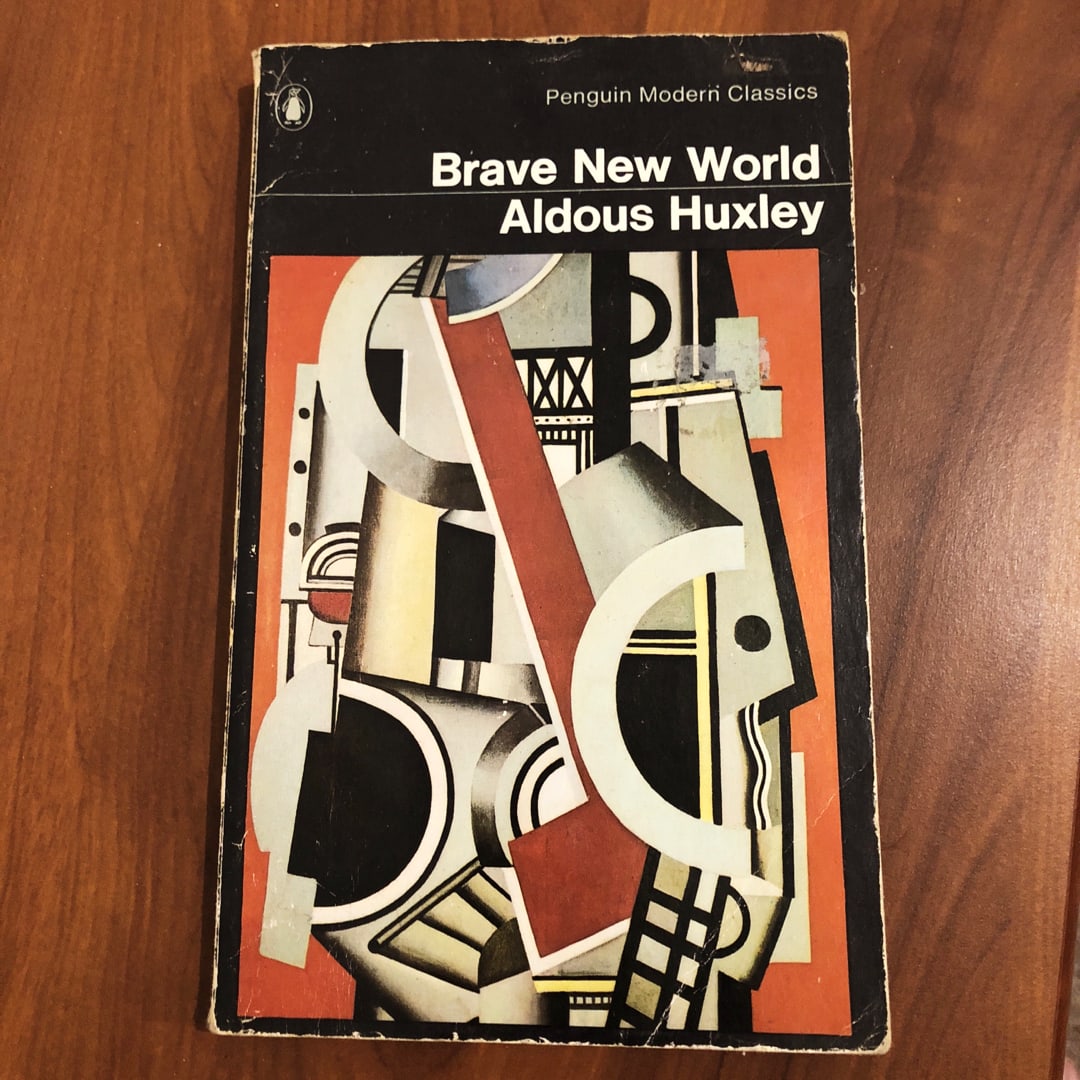 Penguin Modern Classics
Brave New World
Aldous Huxley